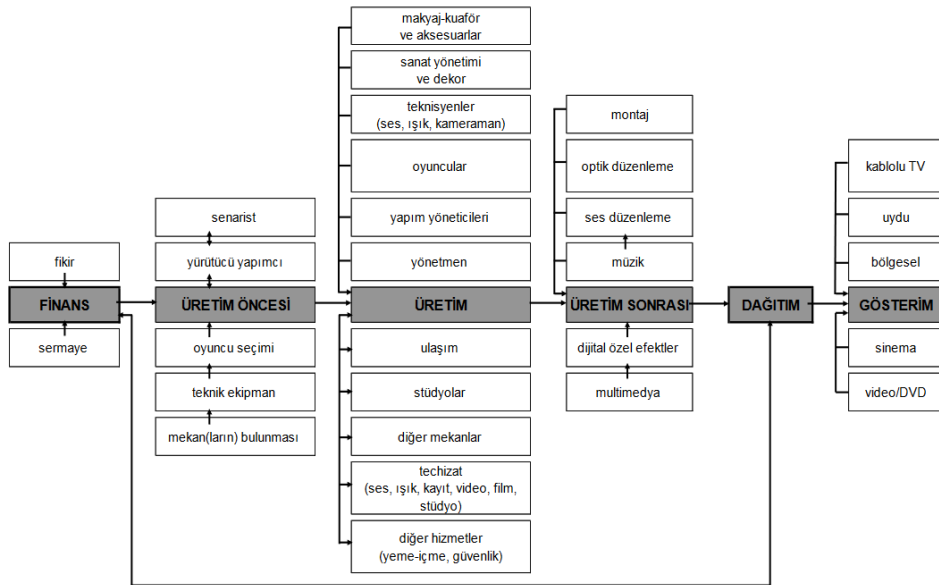 fikir
FİNANS
sermaye
senarist
yürütücü yapımcı
ÜRETİM ÖNCESİ
oyuncu seçimi
teknik ekipman
mekan(ların) bulunması
makyaj-kuaför
ve aksesuarlar
sanat yönetimi
ve dekor
teknisyenler
(ses, ışık, kameraman)
oyuncular
yapım yöneticileri
yönetmen
ÜRETİM
ulaşım
stüdyolar
diğer mekanlar
techizat
(ses, ışık, kayıt, video, film,
stüdyo)
diğer hizmetler
(yeme-içme, güvenlik)
montaj
optik düzenleme
ses düzenleme
müzik
ÜRETİM SONRASI
dijital özel efektler
multimedya
DAĞITIM
kablolu TV
uydu
bölgesel
GÖSTERİM
sinema
video/DVD